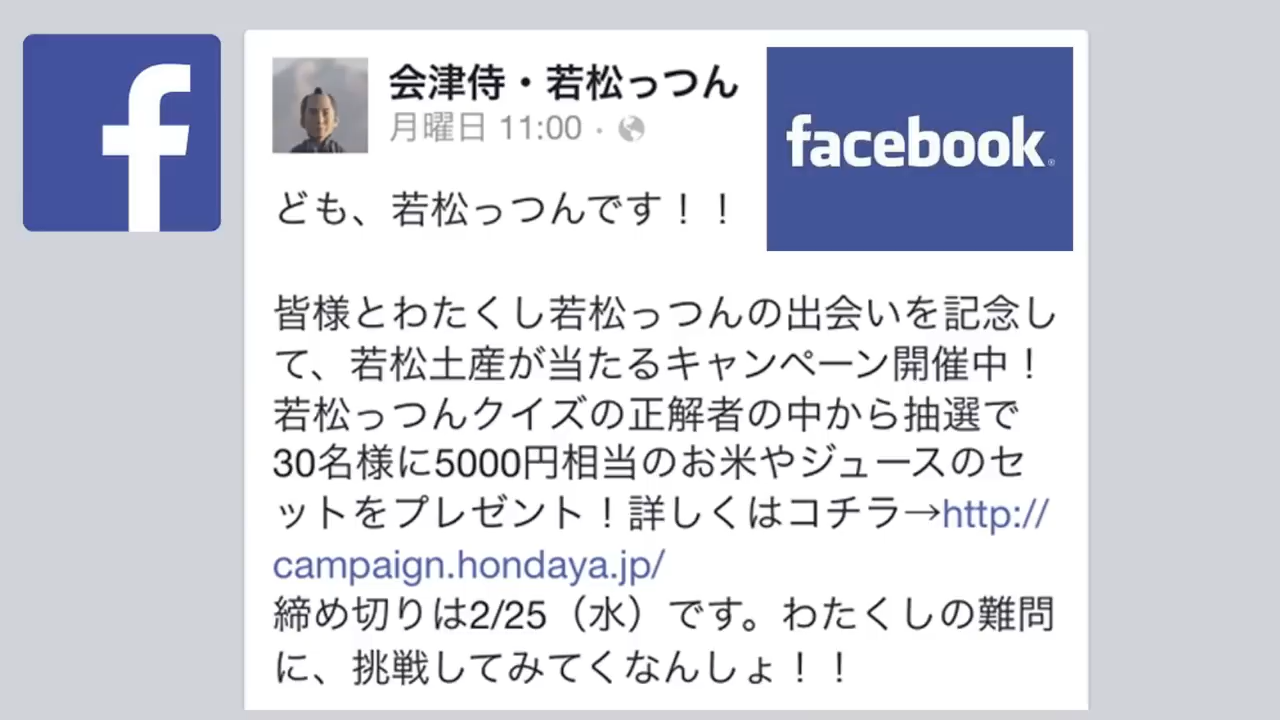 f
会津侍・若松っつん
月曜日 11:00・
facebook®
ども、若松っつんです！！
皆様とわたくし若松っつんの出会いを記念し
て、若松土産が当たるキャンペーン開催中！
若松っつんクイズの正解者の中から抽選で
30名様に5000円相当のお米やジュースのセ
ットをプレゼント！詳しくはコチラ→http://
campaign.hondaya.jp/
締め切りは2/25（水）です。わたくしの難問
に、挑戦してみてくなんしょ！！